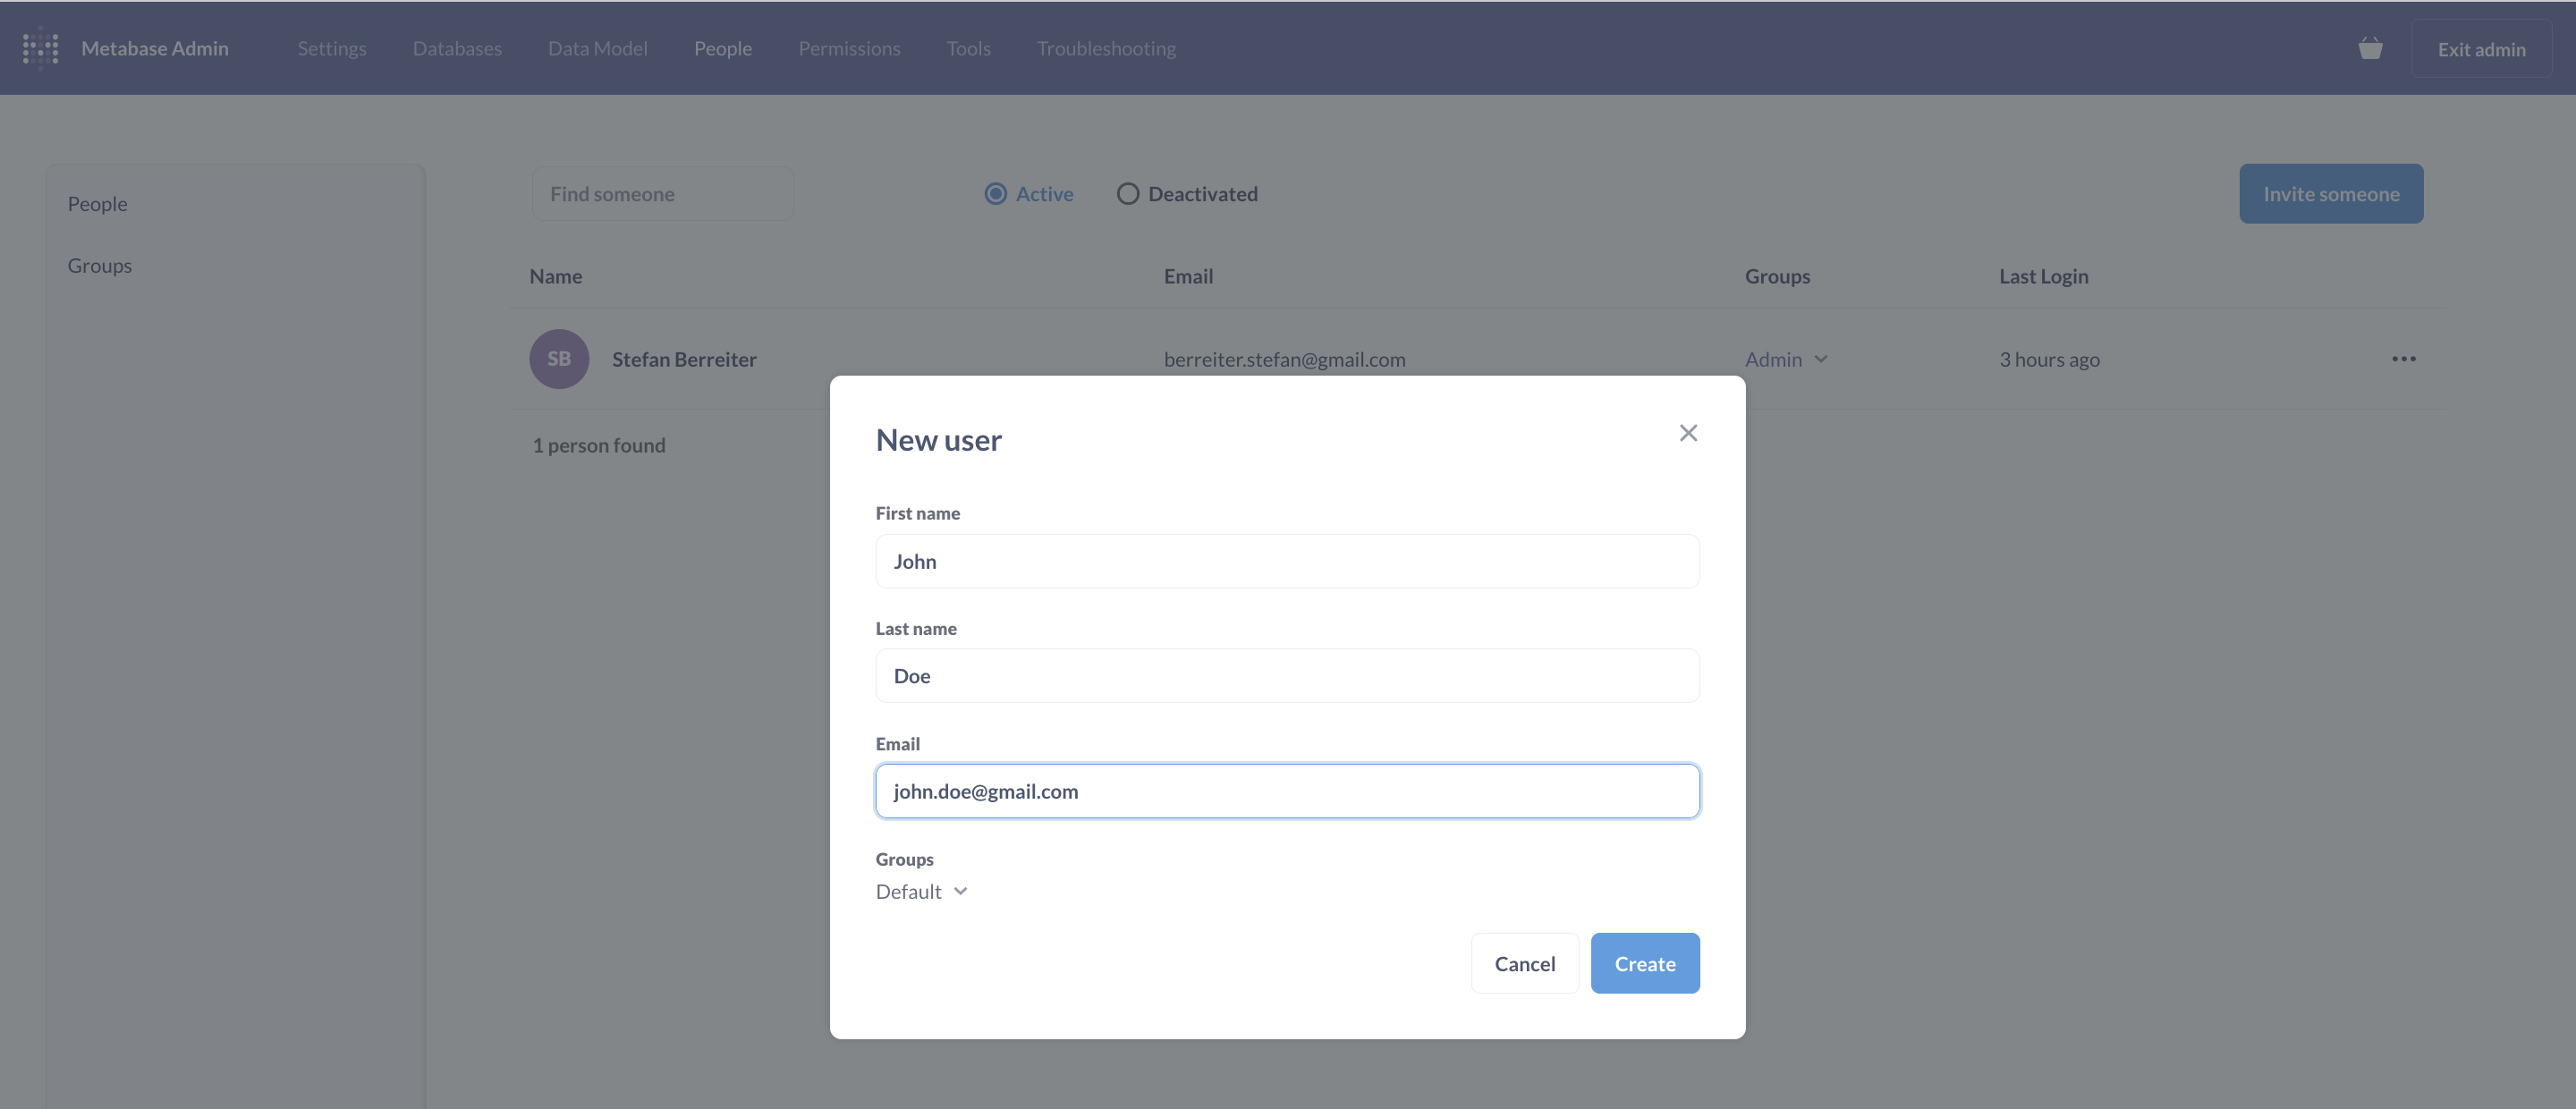 Metabase Admin Settings Databases Data Model People Permissions Tools Troubleshooting Exit admin
People
Groups
Find someone Active Deactivated Invite someone
Name Email Groups Last Login
SB Stefan Berreiter berreiter.stefan@gmail.com Admin 3 hours ago
1 person found
New user
First name
John
Last name
Doe
Email
john.doe@gmail.com
Groups
Default
Cancel Create